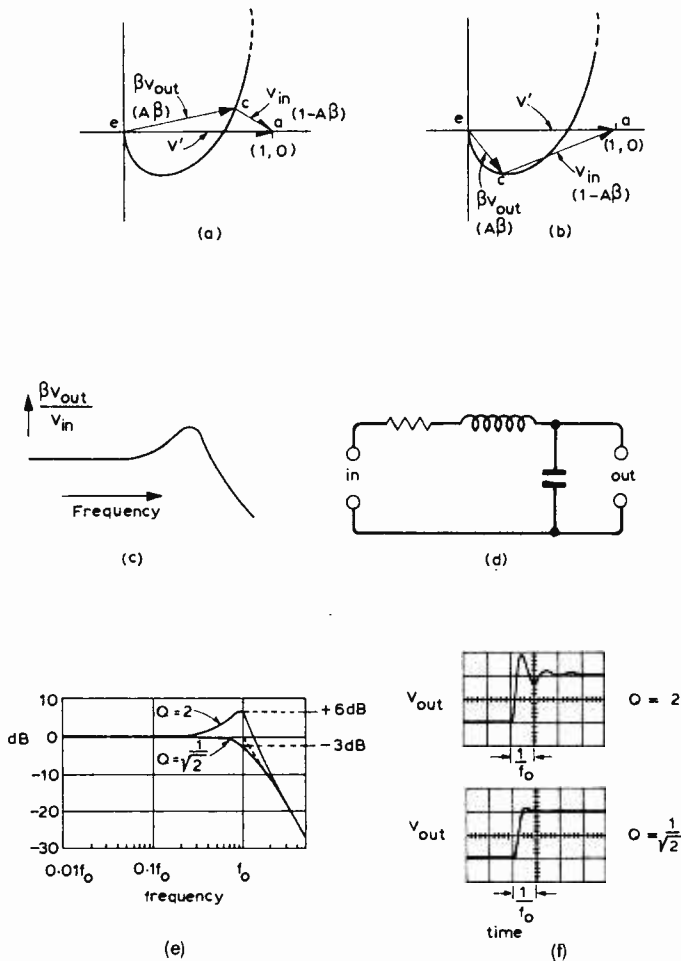 βv_out
(Aβ)
e
c
v_in
(1-Aβ)
a
v'
(1,0)
(a)
e
v'
a
(1,0)
c
βv_out
(Aβ)
v_in
(1-Aβ)
(b)
βv_out
v_in
Frequency
(c)
in
out
(d)
10
0
-10
-20
-30
dB
Q=2
Q=1/√2
+6dB
-3dB
0·01f_o
0·1f_o
f_o
frequency
(e)
V_out
Q = 2
1/f_o
V_out
Q = 1/√2
1/f_o
time
(f)